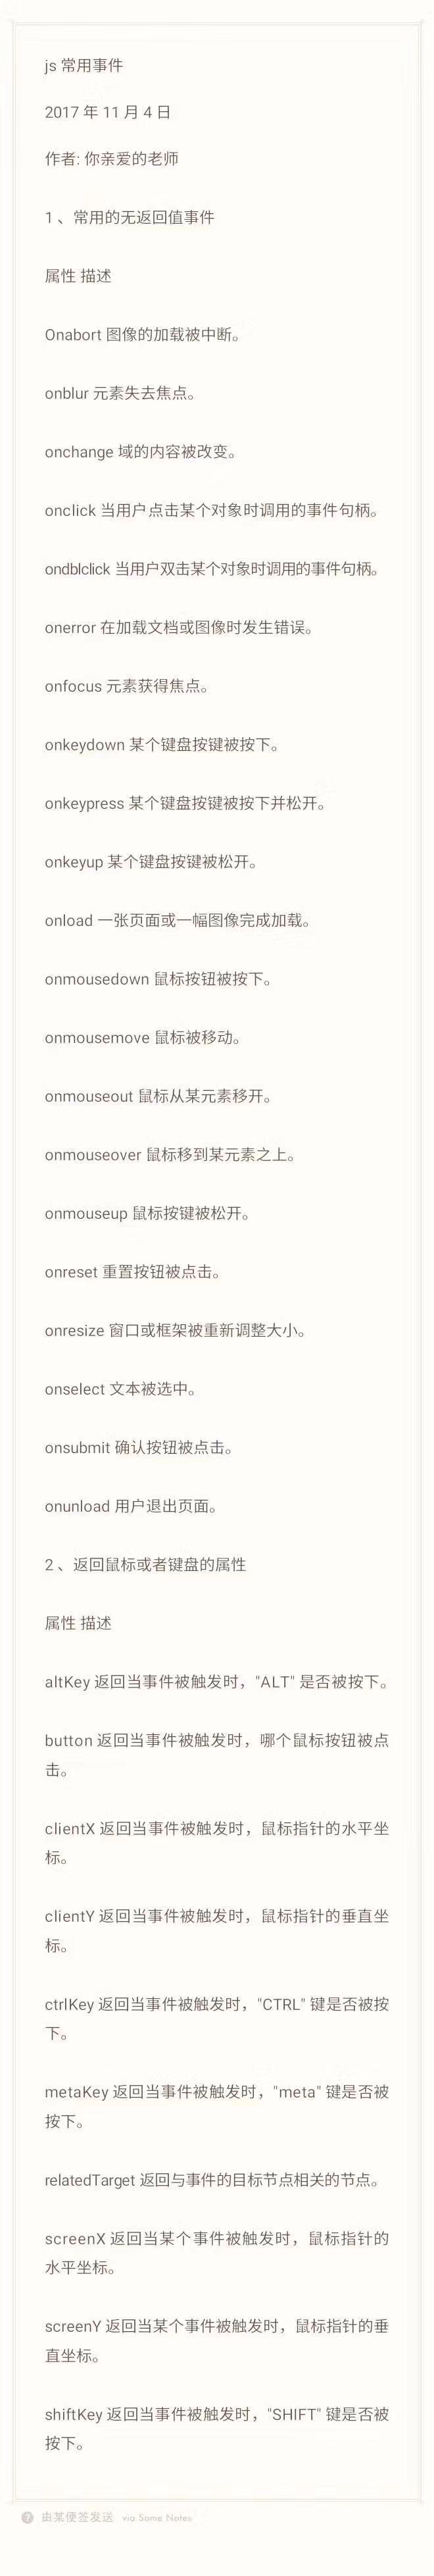 js 常用事件
2017 年 11 月 4 日
作者: 你亲爱的老师
1 、常用的无返回值事件
属性 描述
Onabort 图像的加载被中断。
onblur 元素失去焦点。
onchange 域的内容被改变。
onclick 当用户点击某个对象时调用的事件句柄。
ondblclick 当用户双击某个对象时调用的事件句柄。
onerror 在加载文档或图像时发生错误。
onfocus 元素获得焦点。
onkeydown 某个键盘按键被按下。
onkeypress 某个键盘按键被按下并松开。
onkeyup 某个键盘按键被松开。
onload 一张页面或一幅图像完成加载。
onmousedown 鼠标按钮被按下。
onmousemove 鼠标被移动。
onmouseout 鼠标从某元素移开。
onmouseover 鼠标移到某元素之上。
onmouseup 鼠标按键被松开。
onreset 重置按钮被点击。
onresize 窗口或框架被重新调整大小。
onselect 文本被选中。
onsubmit 确认按钮被点击。
onunload 用户退出页面。
2 、返回鼠标或者键盘的属性
属性 描述
altKey 返回当事件被触发时，"ALT" 是否被按下。
button 返回当事件被触发时，哪个鼠标按钮被点
击。
clientX 返回当事件被触发时，鼠标指针的水平坐
标。
clientY 返回当事件被触发时，鼠标指针的垂直坐
标。
ctrlKey 返回当事件被触发时，"CTRL" 键是否被按
下。
metaKey 返回当事件被触发时，"meta" 键是否被
按下。
relatedTarget 返回与事件的目标节点相关的节点。
screenX 返回当某个事件被触发时，鼠标指针的
水平坐标。
screenY 返回当某个事件被触发时，鼠标指针的垂
直坐标。
shiftKey 返回当事件被触发时，"SHIFT" 键是否被
按下。
由某便签发送 via Some Notes